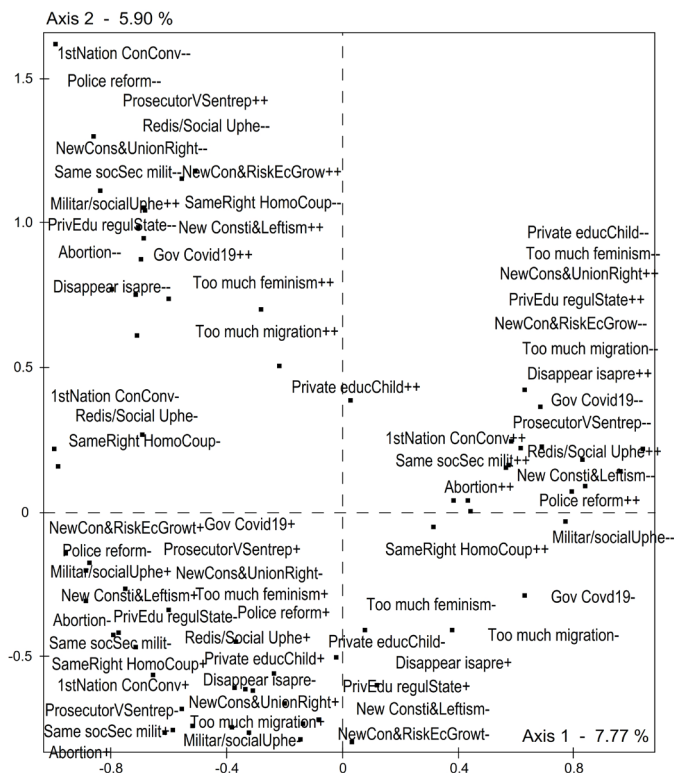 Axis 2 - 5.90 %
1stNation ConConv--
1.5
Police reform--
ProsecutorVSentrep++
Redis/Social Uphe--
NewCons&UnionRight--
Same socSec milit--
NewCon&RiskEcGrow++
Militar/socialUphe++
SameRight HomoCoup--
1.0
PrivEdu regulState--
New Consti&Leftism++
Private educChild--
Abortion--
Gov Covid19++
Too much feminism--
NewCons&UnionRight++
Disappear isapre--
Too much feminism++
PrivEdu regulState++
Too much migration++
NewCon&RiskEcGrow--
Too much migration--
0.5
Disappear isapre++
Private educChild++
1stNation ConConv-
Gov Covid19--
Redis/Social Uphe-
ProsecutorVSentrep--
SameRight HomoCoup-
1stNation ConConv++
Redis/Social Uphe++
Same socSec milit++
New Consti&Leftism--
Abortion++
Police reform++
0
NewCon&RiskEcGrowt+
Gov Covid19+
Militar/socialUphe--
Police reform-
ProsecutorVSentrep+
SameRight HomoCoup++
Militar/socialUphe+
NewCons&UnionRight-
New Consti&Leftism+
Too much feminism+
Gov Covd19-
Abortion-
PrivEdu regulState-
Police reform+
Too much feminism-
Same socSec milit-
Redis/Social Uphe+
Private educChild-
Too much migration-
-0.5
SameRight HomoCoup+
Private educChild+
Disappear isapre+
1stNation ConConv+
Disappear isapre-
PrivEdu regulState+
ProsecutorVSentrep-
NewCons&UnionRight+
New Consti&Leftism-
Same socSec milit+
Too much migration+
NewCon&RiskEcGrowt-
Axis 1 - 7.77 %
Abortion+
Militar/socialUphe-
-0.8 -0.4 0 0.4 0.8